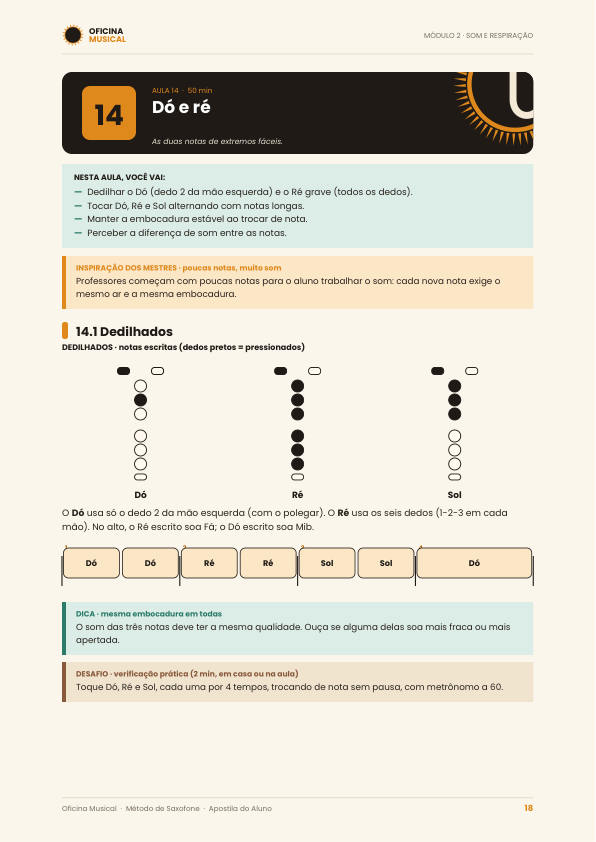 OFICINA
MUSICAL
MÓDULO 2 · SOM E RESPIRAÇÃO
14
AULA 14 · 50 min
Dó e ré
As duas notas de extremos fáceis.
NESTA AULA, VOCÊ VAI:
— Dedilhar o Dó (dedo 2 da mão esquerda) e o Ré grave (todos os dedos).
— Tocar Dó, Ré e Sol alternando com notas longas.
— Manter a embocadura estável ao trocar de nota.
— Perceber a diferença de som entre as notas.
INSPIRAÇÃO DOS MESTRES · poucas notas, muito som
Professores começam com poucas notas para o aluno trabalhar o som: cada nova nota exige o
mesmo ar e a mesma embocadura.
14.1 Dedilhados
DEDILHADOS · notas escritas (dedos pretos = pressionados)
Dó Ré Sol
O Dó usa só o dedo 2 da mão esquerda (com o polegar). O Ré usa os seis dedos (1-2-3 em cada
mão). No alto, o Ré escrito soa Fá; o Dó escrito soa Mib.
Dó Dó Ré Ré Sol Sol Dó
DICA · mesma embocadura em todas
O som das três notas deve ter a mesma qualidade. Ouça se alguma delas soa mais fraca ou mais
apertada.
DESAFIO · verificação prática (2 min, em casa ou na aula)
Toque Dó, Ré e Sol, cada uma por 4 tempos, trocando de nota sem pausa, com metrônomo a 60.
Oficina Musical · Método de Saxofone · Apostila do Aluno
18